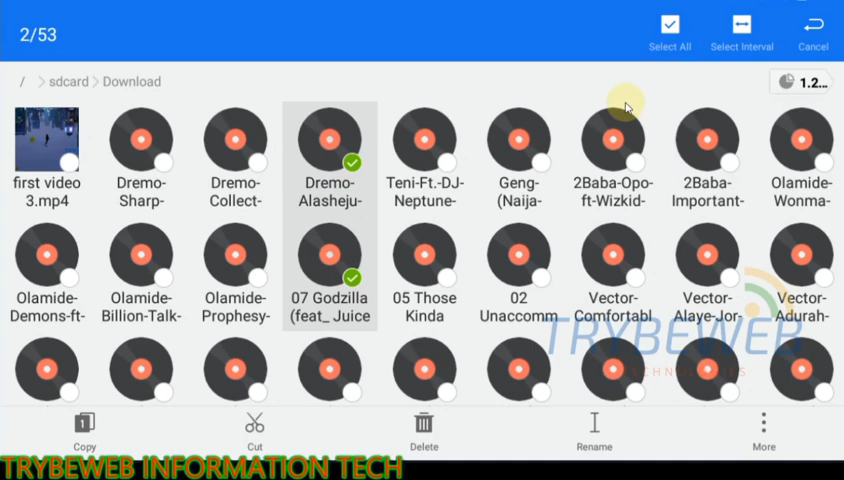 2/53
Select All
Select Interval
Cancel
/ sdcard Download
1.2...
first video
3.mp4
Dremo-
Sharp-
Dremo-
Collect-
Dremo-
Alasheju-
Teni-Ft.-DJ-
Neptune-
Geng-
(Naija-
2Baba-Opo-
ft-Wizkid-
2Baba-
Important-
Olamide-
Wonma-
Olamide-
Demons-ft-
Olamide-
Billion-Talk-
Olamide-
Prophesy-
07 Godzilla
(feat_ Juice
05 Those
Kinda
02
Unaccomm
Vector-
Comfortabl
Vector-
Alaye-Jor-
Vector-
Adurah-
TRYBEWEB
1
Copy
Cut
Delete
Rename
More
TRYBEWEB INFORMATION TECH